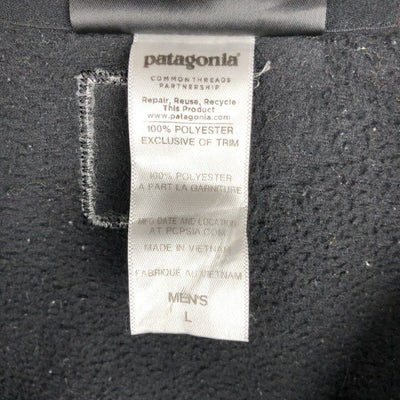 patagonia
COMMON THREADS
PARTNERSHIP
Repair, Reuse, Recycle
This Product
www.patagonia.com
100% POLYESTER
EXCLUSIVE OF TRIM
100% POLYESTER
À PART LA GARNITURE
MFG DATE AND LOCATION
AT PCPSIA.COM
MADE IN VIETNAM
FABRIQUÉ AU VIETNAM
MEN'S
L